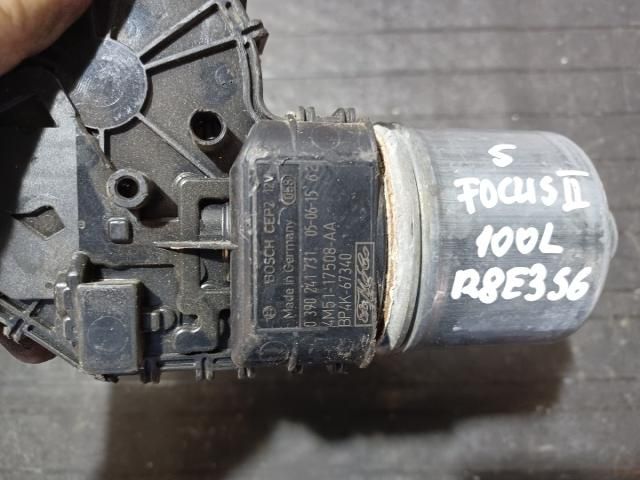 BOSCH CEP2 12V
Made in Germany
0 390 241 731 05-06-15
4M51-17508-AA
BP4K-67340
5
FOCUS II
100L
R8E356